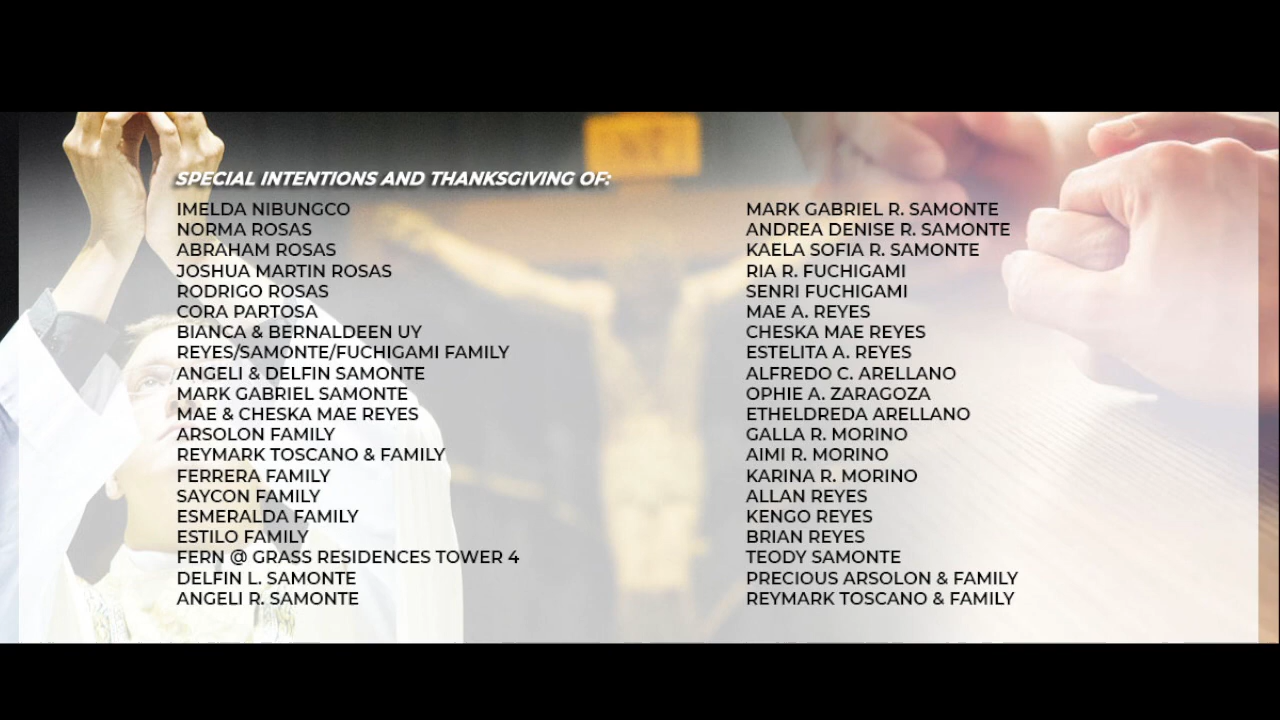 SPECIAL INTENTIONS AND THANKSGIVING OF:
IMELDA NIBUNGCO
NORMA ROSAS
ABRAHAM ROSAS
JOSHUA MARTIN ROSAS
RODRIGO ROSAS
CORA PARTOSA
BIANCA & BERNALDEEN UY
REYES/SAMONTE/FUCHIGAMI FAMILY
ANGELI & DELFIN SAMONTE
MARK GABRIEL SAMONTE
MAE & CHESKA MAE REYES
ARSOLON FAMILY
REYMARK TOSCANO & FAMILY
FERRERA FAMILY
SAYCON FAMILY
ESMERALDA FAMILY
ESTILO FAMILY
FERN @ GRASS RESIDENCES TOWER 4
DELFIN L. SAMONTE
ANGELI R. SAMONTE
MARK GABRIEL R. SAMONTE
ANDREA DENISE R. SAMONTE
KAELA SOFIA R. SAMONTE
RIA R. FUCHIGAMI
SENRI FUCHIGAMI
MAE A. REYES
CHESKA MAE REYES
ESTELITA A. REYES
ALFREDO C. ARELLANO
OPHIE A. ZARAGOZA
ETHELDREDA ARELLANO
GALLA R. MORINO
AIMI R. MORINO
KARINA R. MORINO
ALLAN REYES
KENGO REYES
BRIAN REYES
TEODY SAMONTE
PRECIOUS ARSOLON & FAMILY
REYMARK TOSCANO & FAMILY